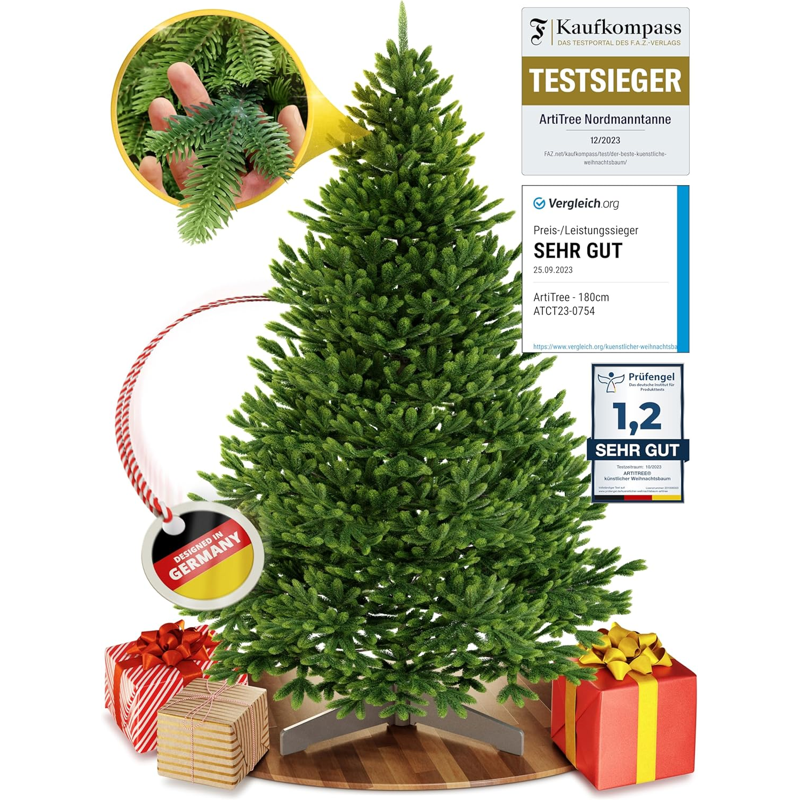 F Kaufkompass
DAS TESTPORTAL DES F.A.Z.-VERLAGS
TESTSIEGER
ArtiTree Nordmanntanne
12/2023
FAZ.net/kaufkompass/test/der-beste-kuenstliche-
weihnachtsbaum/
Vergleich.org
Preis-/Leistungssieger
SEHR GUT
25.09.2023
ArtiTree - 180cm
ATCT23-0754
https://www.vergleich.org/kuenstlicher-weihnachtsba
Prüfengel
Das deutsche Institut für
Produkttests
1,2
SEHR GUT
Testzeitraum: 10/2023
ARTITREE®
künstlicher Weihnachtsbaum
DESIGNED IN
GERMANY